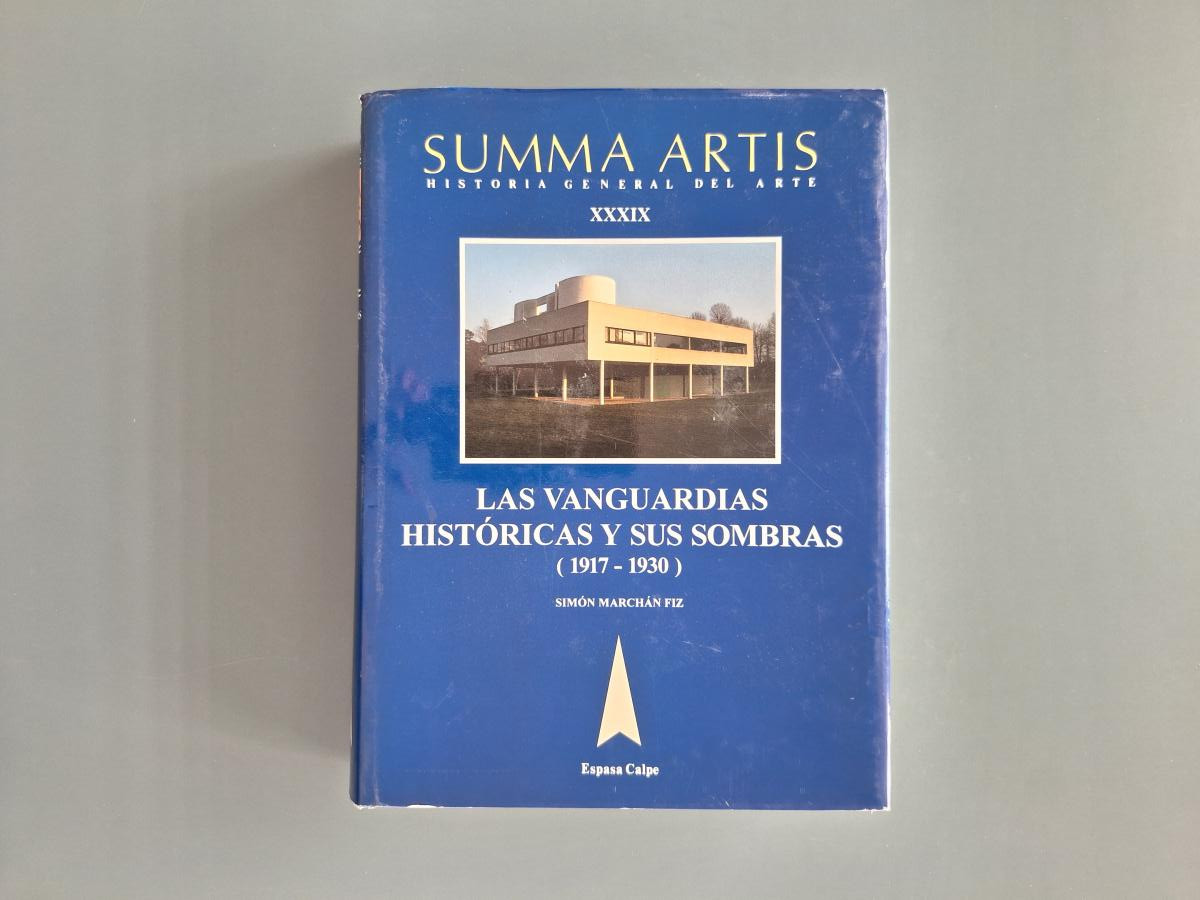 SUMMA ARTIS
HISTORIA GENERAL DEL ARTE
XXXIX
LAS VANGUARDIAS
HISTÓRICAS Y SUS SOMBRAS
( 1917 - 1930 )
SIMÓN MARCHÁN FIZ
Espasa Calpe